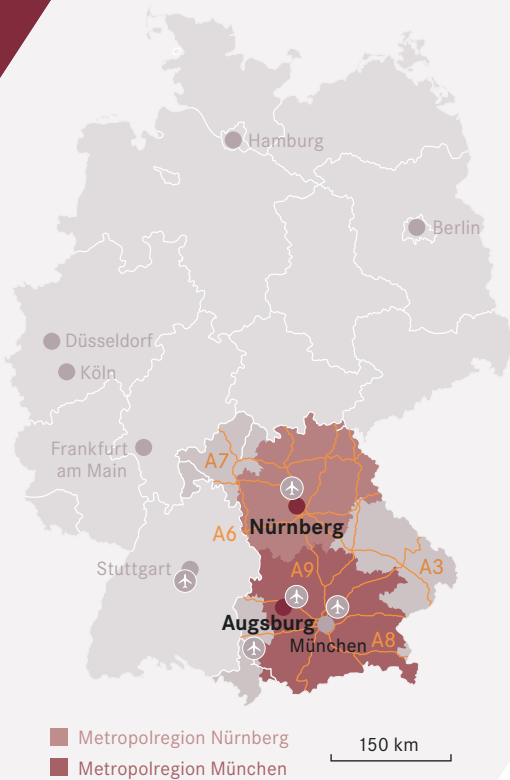 Hamburg
Berlin
Düsseldorf
Köln
Frankfurt
am Main
A7
Nürnberg
A6
Stuttgart
A9
A3
Augsburg
München
A8
Metropolregion Nürnberg
150 km
Metropolregion München